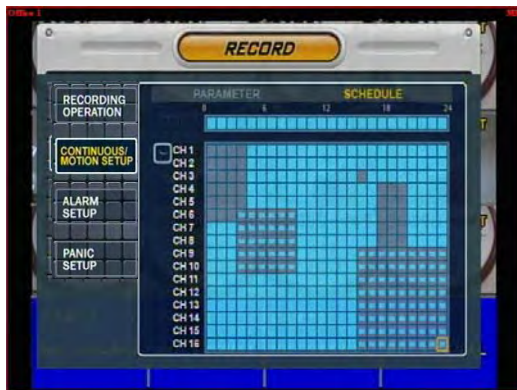 Office 1
RECORD
RECORDING OPERATION
CONTINUOUS/ MOTION SETUP
ALARM SETUP
PANIC SETUP
PARAMETER SCHEDULE
0 6 12 18 24
CH 1
CH 2
CH 3
CH 4
CH 5
CH 6
CH 7
CH 8
CH 9
CH 10
CH 11
CH 12
CH 13
CH 14
CH 15
CH 16